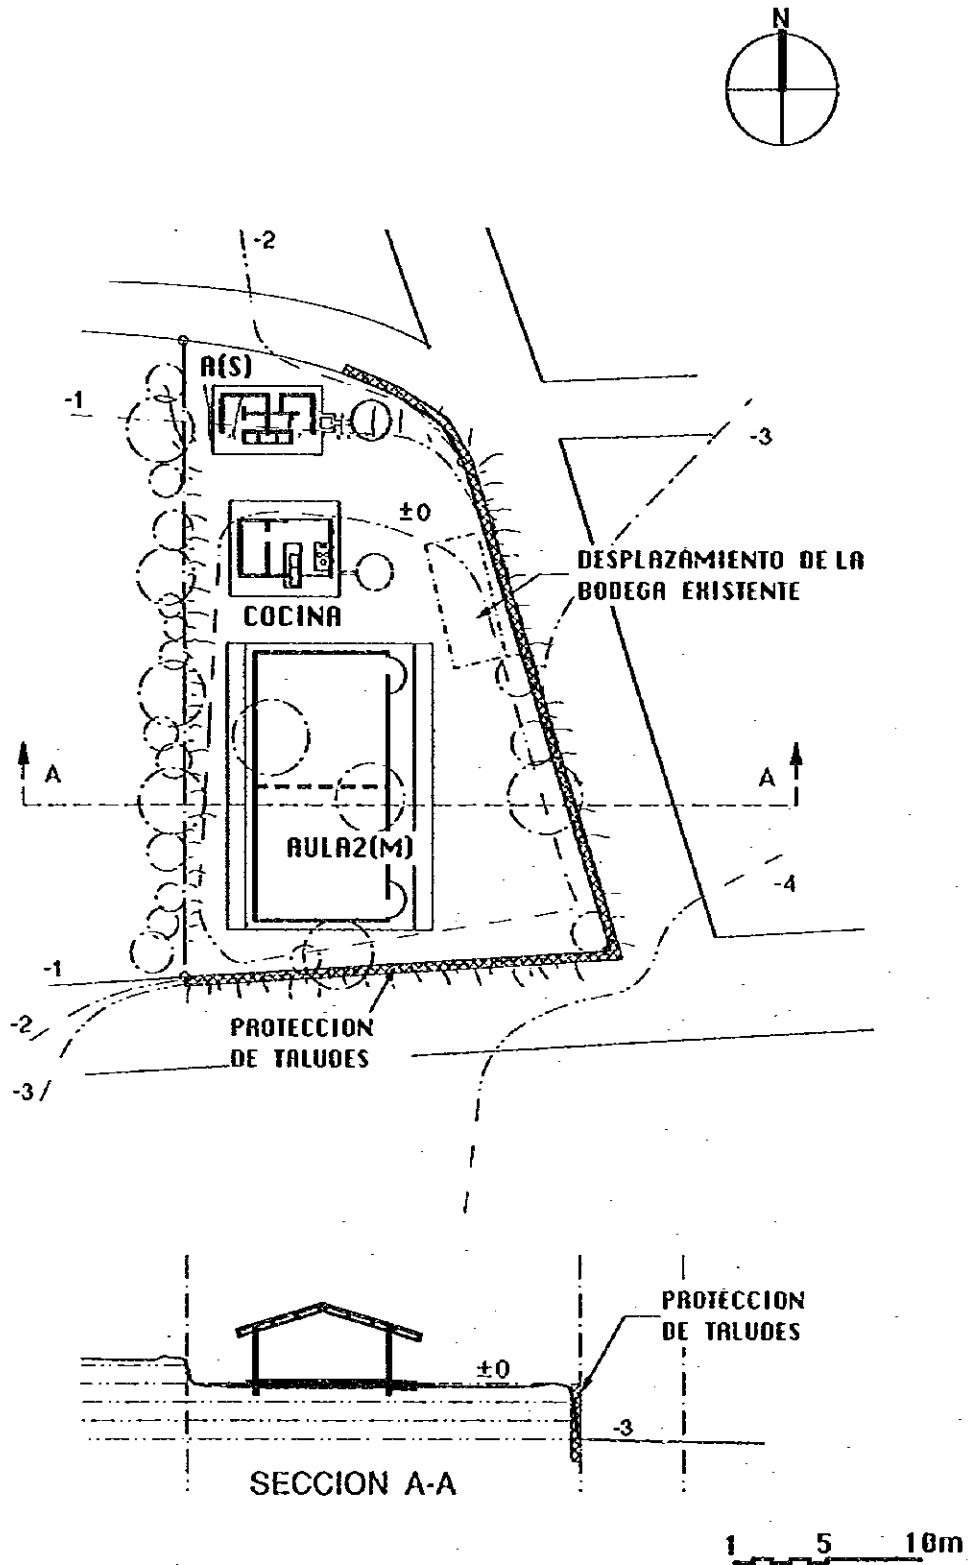 N
-2
A(S)
-1
-3
±0
DESPLAZAMIENTO DE LA
BODEGA EXISTENTE
COCINA
A
A
AULA2(M)
-4
-1
-2
PROTECCION
DE TALUDES
-3
PROTECCION
DE TALUDES
±0
-3
SECCION A-A
1 5 10m